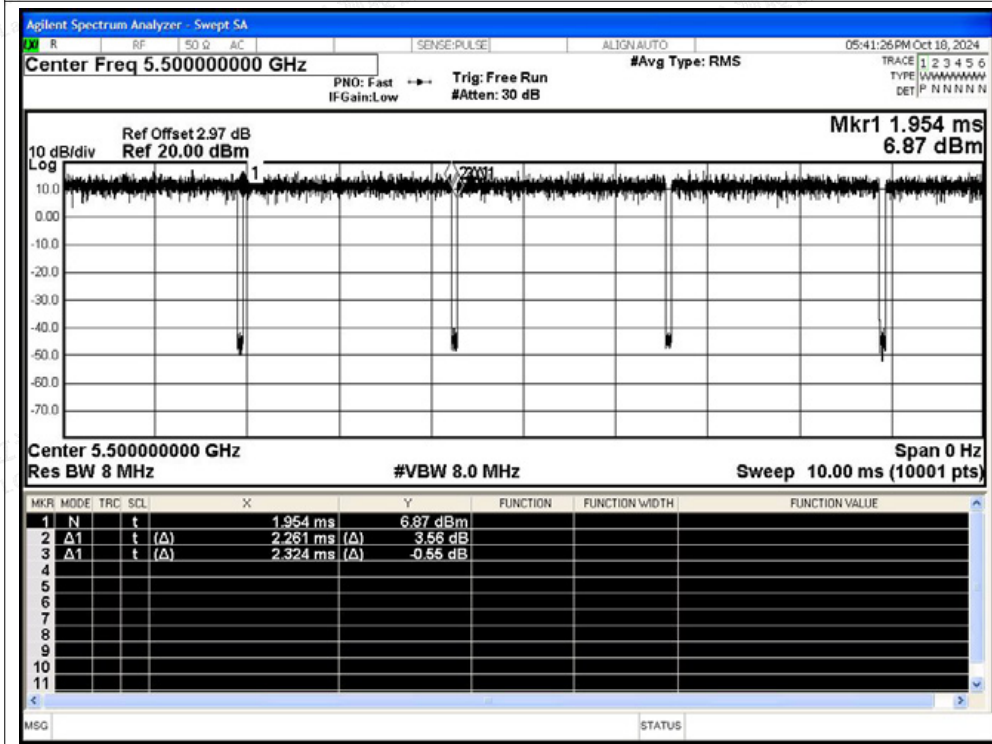 Agilent Spectrum Analyzer - Swept SA
R RF 50 Ω AC SENSE:PULSE ALIGN AUTO 05:41:26 PM Oct 18, 2024
Center Freq 5.500000000 GHz #Avg Type: RMS TRACE 1 2 3 4 5 6
PNO: Fast Trig: Free Run TYPE WWWWWW
IFGain:Low #Atten: 30 dB DET P N N N N N
Mkr1 1.954 ms
Ref Offset 2.97 dB
10 dB/div Ref 20.00 dBm 6.87 dBm
Log
1
10.0
0.00
-10.0
-20.0
-30.0
-40.0
-50.0
-60.0
-70.0
Center 5.500000000 GHz Span 0 Hz
Res BW 8 MHz #VBW 8.0 MHz Sweep 10.00 ms (10001 pts)
MKR MODE TRC SCL X Y FUNCTION FUNCTION WIDTH FUNCTION VALUE
1 N t 1.954 ms 6.87 dBm
2 Δ1 t (Δ) 2.261 ms (Δ) 3.56 dB
3 Δ1 t (Δ) 2.324 ms (Δ) -0.55 dB
4
5
6
7
8
9
10
11
MSG STATUS